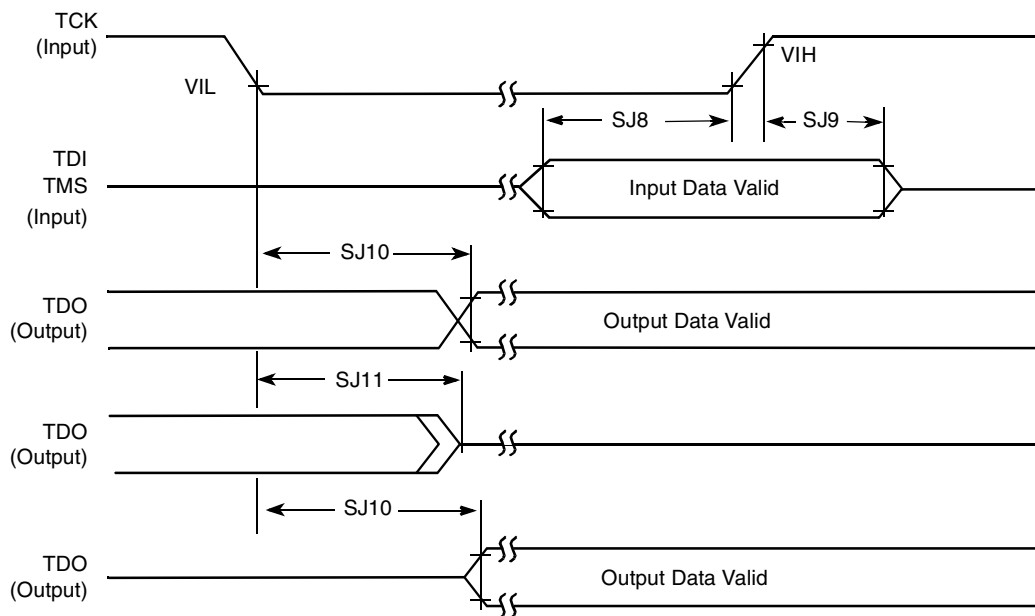 TCK
(Input)
VIH
VIL
SJ8
SJ9
TDI
TMS
(Input)
Input Data Valid
SJ10
TDO
(Output)
Output Data Valid
SJ11
TDO
(Output)
SJ10
TDO
(Output)
Output Data Valid